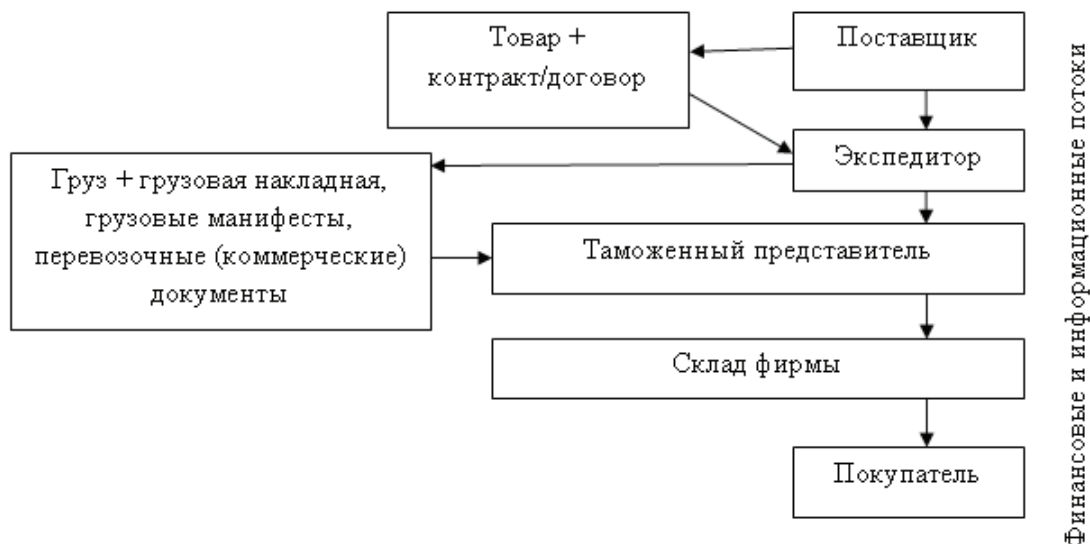 Товар +
контракт/договор
Поставщик
Экспедитор
Груз + грузовая накладная,
грузовые манифесты,
перевозочные (коммерческие)
документы
Таможенный представитель
Склад фирмы
Покупатель
Финансовые и информационные потоки